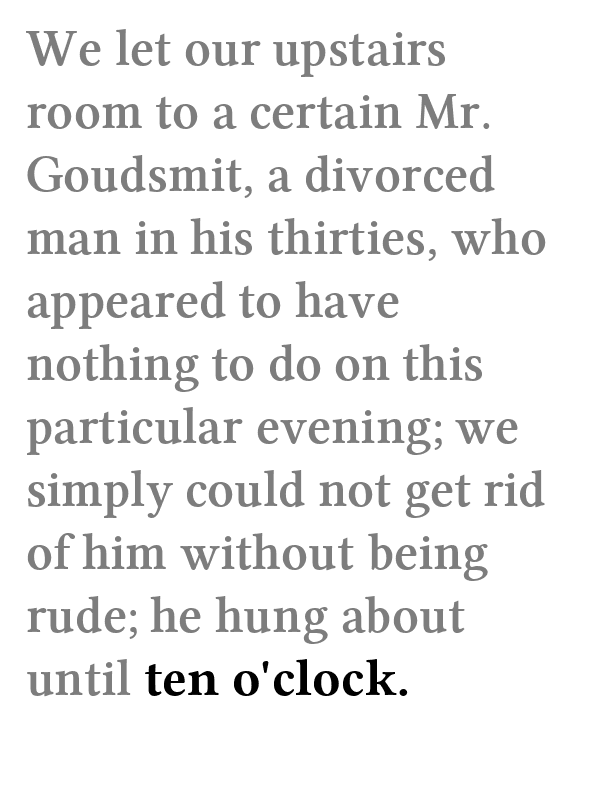 We let our upstairs
room to a certain Mr.
Goudsmit, a divorced
man in his thirties, who
appeared to have
nothing to do on this
particular evening; we
simply could not get rid
of him without being
rude; he hung about
until ten o'clock.